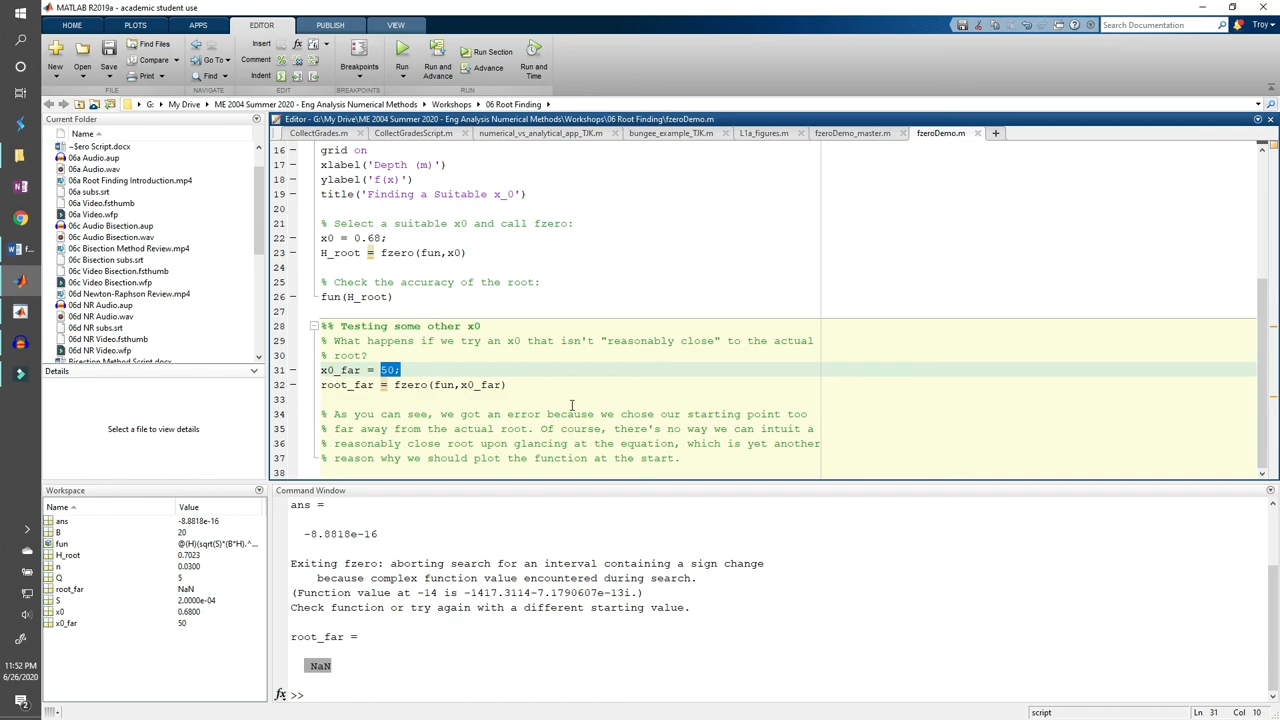 MATLAB R2019a - academic student use
HOME PLOTS APPS EDITOR PUBLISH VIEW
Search Documentation Troy
New Open Save Find Files Compare Print Go To Find Insert Comment Indent Breakpoints Run Run and Advance Run Section Advance Run and Time
FILE NAVIGATE EDIT BREAKPOINTS RUN
G: My Drive ME 2004 Summer 2020 - Eng Analysis Numerical Methods Workshops 06 Root Finding
Current Folder
Name
~$ero Script.docx
06a Audio.aup
06a Audio.wav
06a Root Finding Introduction.mp4
06a subs.srt
06a Video.fsthumb
06a Video.wfp
06c Audio Bisection.aup
06c Audio Bisection.wav
06c Bisection Method Review.mp4
06c Bisection subs.srt
06c Video Bisection.fsthumb
06c Video Bisection.wfp
06d Newton-Raphson Review.mp4
06d NR Audio.aup
06d NR Audio.wav
06d NR subs.srt
06d NR Video.fsthumb
06d NR Video.wfp
Bisection Method Script.docx
Details
Select a file to view details
Workspace
Name Value
ans -8.8818e-16
B 20
fun @(H)(sqrt(S)*(B*H).^...
H_root 0.7023
n 0.0300
Q 5
root_far NaN
S 2.0000e-04
x0 0.6800
x0_far 50
Editor - G:\My Drive\ME 2004 Summer 2020 - Eng Analysis Numerical Methods\Workshops\06 Root Finding\fzeroDemo.m
CollectGrades.m CollectGradesScript.m numerical_vs_analytical_app_TJK.m bungee_example_TJK.m L1a_figures.m fzeroDemo_master.m fzeroDemo.m
16 grid on
17 xlabel('Depth (m)')
18 ylabel('f(x)')
19 title('Finding a Suitable x_0')
20
21 % Select a suitable x0 and call fzero:
22 x0 = 0.68;
23 H_root = fzero(fun,x0)
24
25 % Check the accuracy of the root:
26 fun(H_root)
27
28 %% Testing some other x0
29 % What happens if we try an x0 that isn't "reasonably close" to the actual
30 % root?
31 x0_far = 50;
32 root_far = fzero(fun,x0_far)
33
34 % As you can see, we got an error because we chose our starting point too
35 % far away from the actual root. Of course, there's no way we can intuit a
36 % reasonably close root upon glancing at the equation, which is yet another
37 % reason why we should plot the function at the start.
38
Command Window
ans =
-8.8818e-16
Exiting fzero: aborting search for an interval containing a sign change
because complex function value encountered during search.
(Function value at -14 is -1417.3114-7.1790607e-13i.)
Check function or try again with a different starting value.
root_far =
NaN
fx >>
11:52 PM
6/26/2020
script Ln 31 Col 10